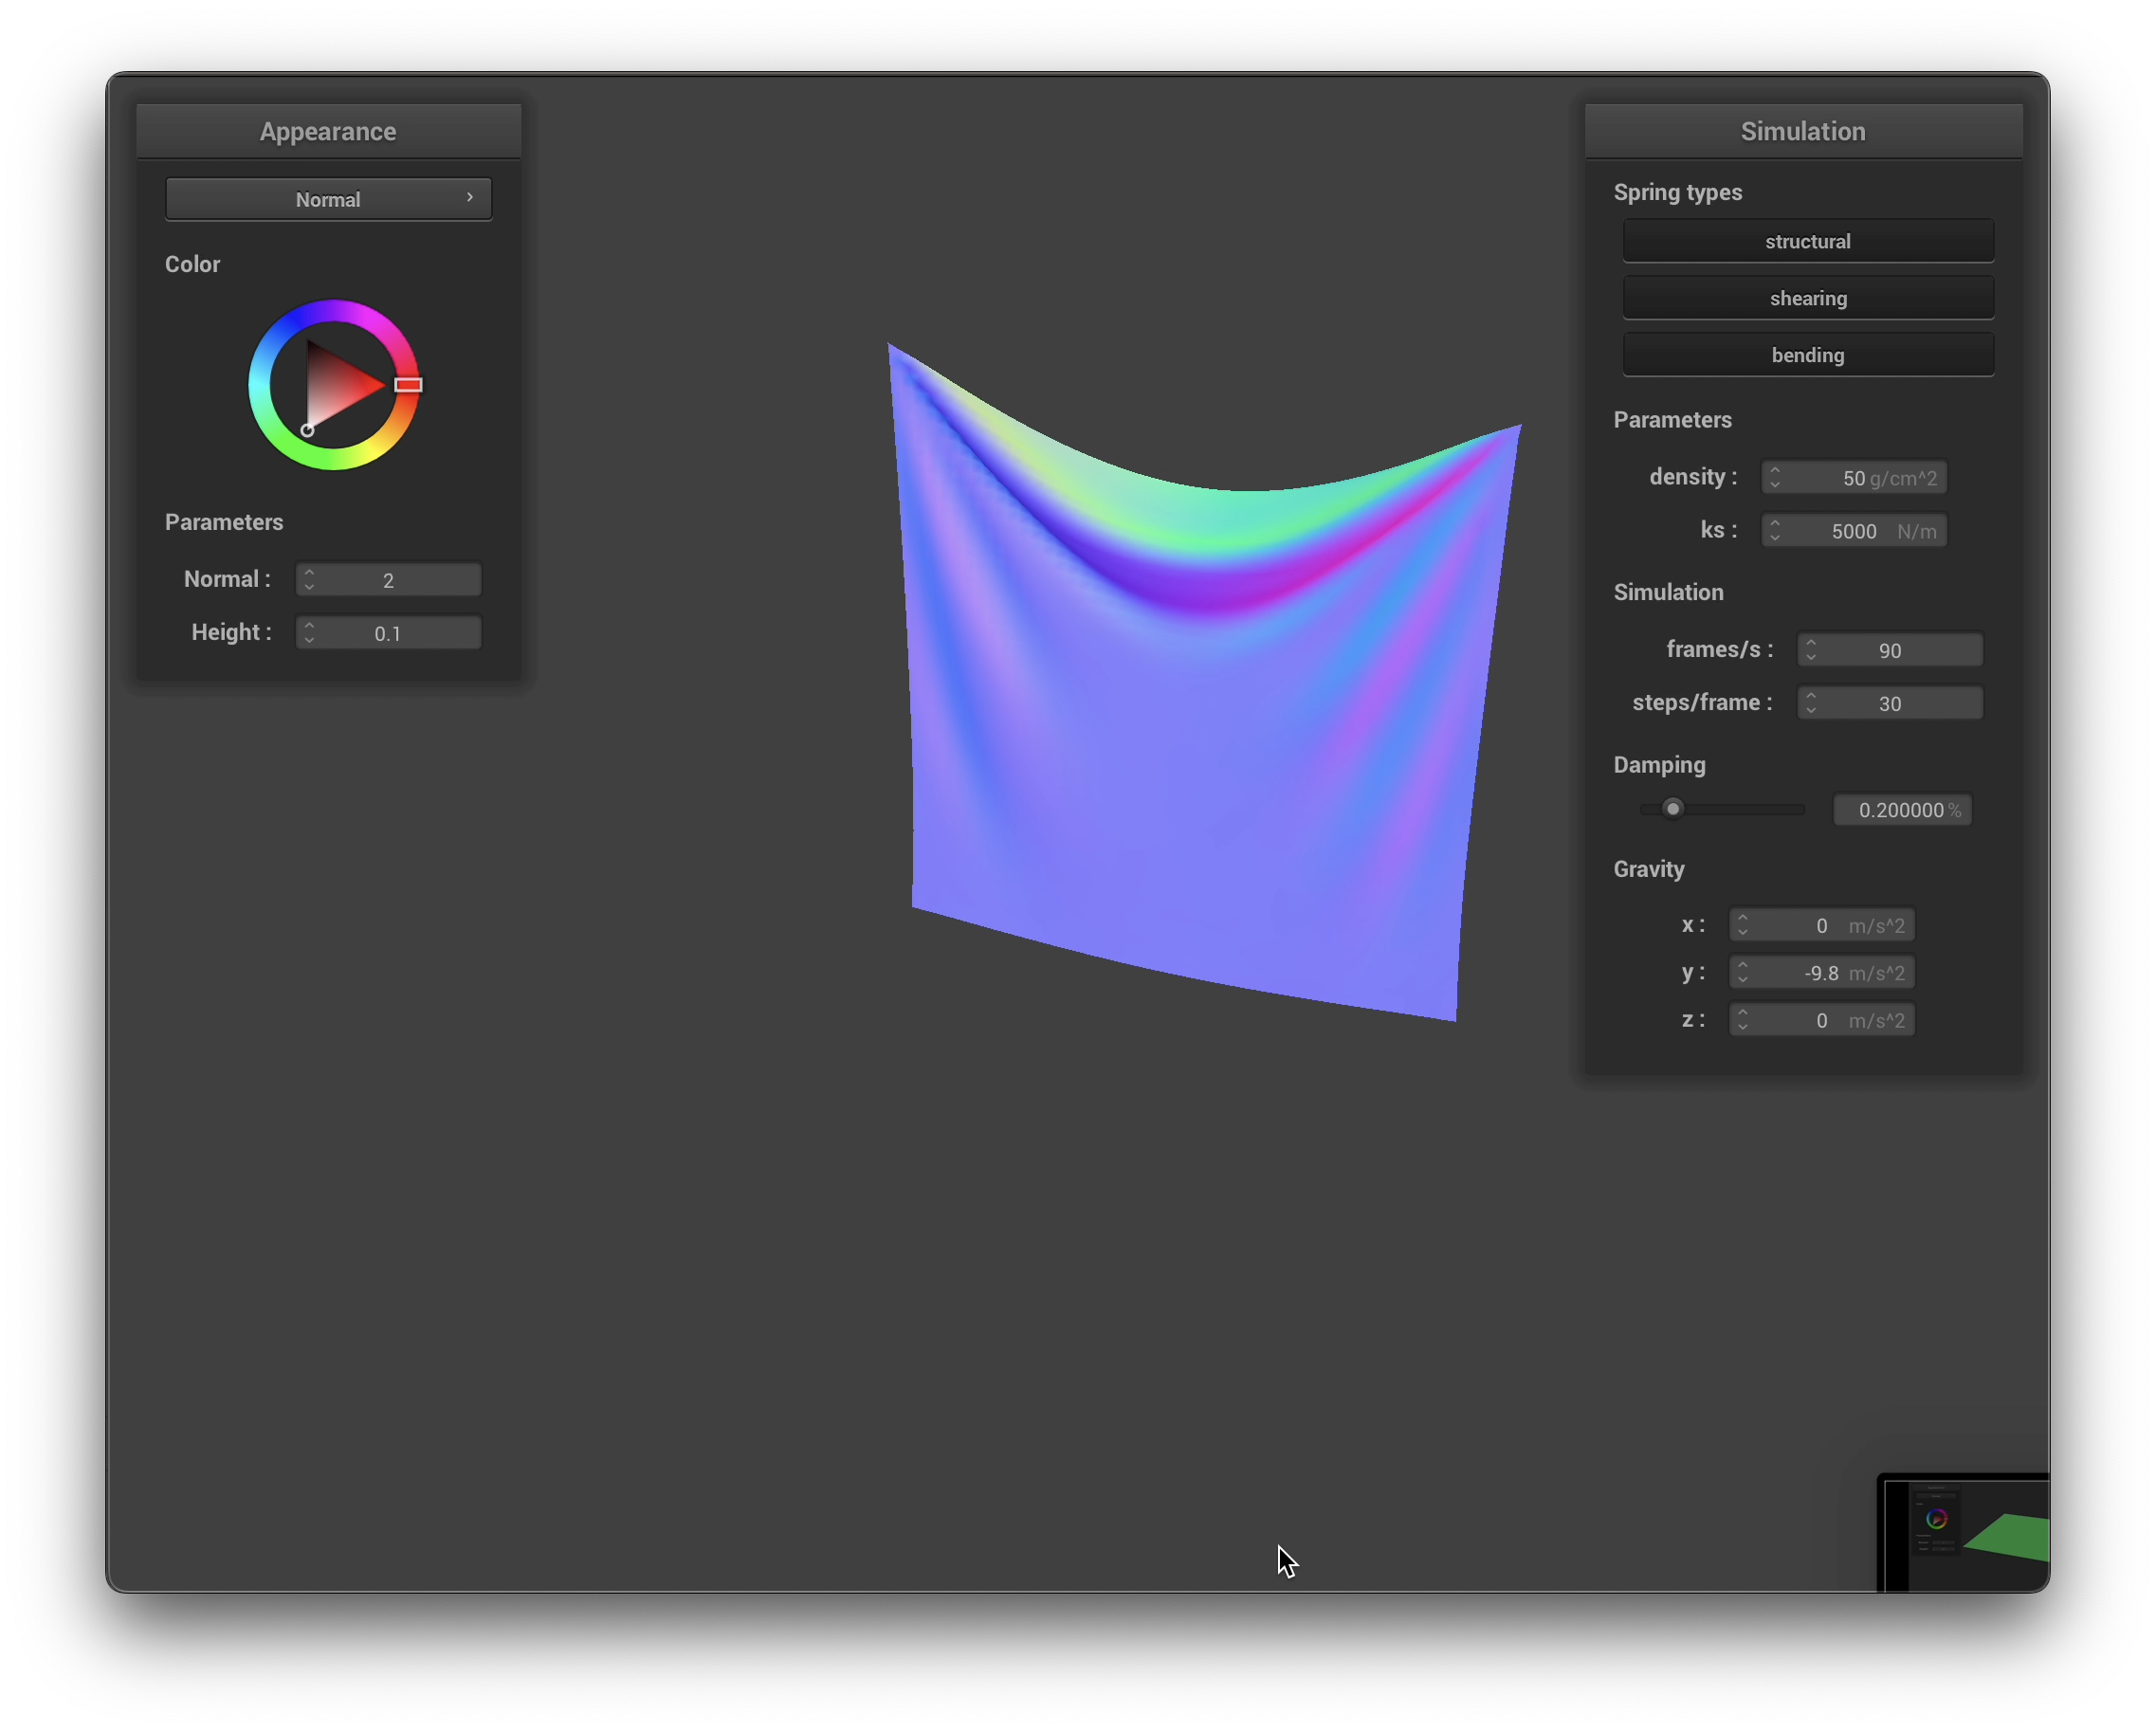 Appearance
Normal
Color
Parameters
Normal : 2
Height : 0.1
Simulation
Spring types
structural
shearing
bending
Parameters
density : 50 g/cm^2
ks : 5000 N/m
Simulation
frames/s : 90
steps/frame : 30
Damping
0.200000 %
Gravity
x : 0 m/s^2
y : -9.8 m/s^2
z : 0 m/s^2